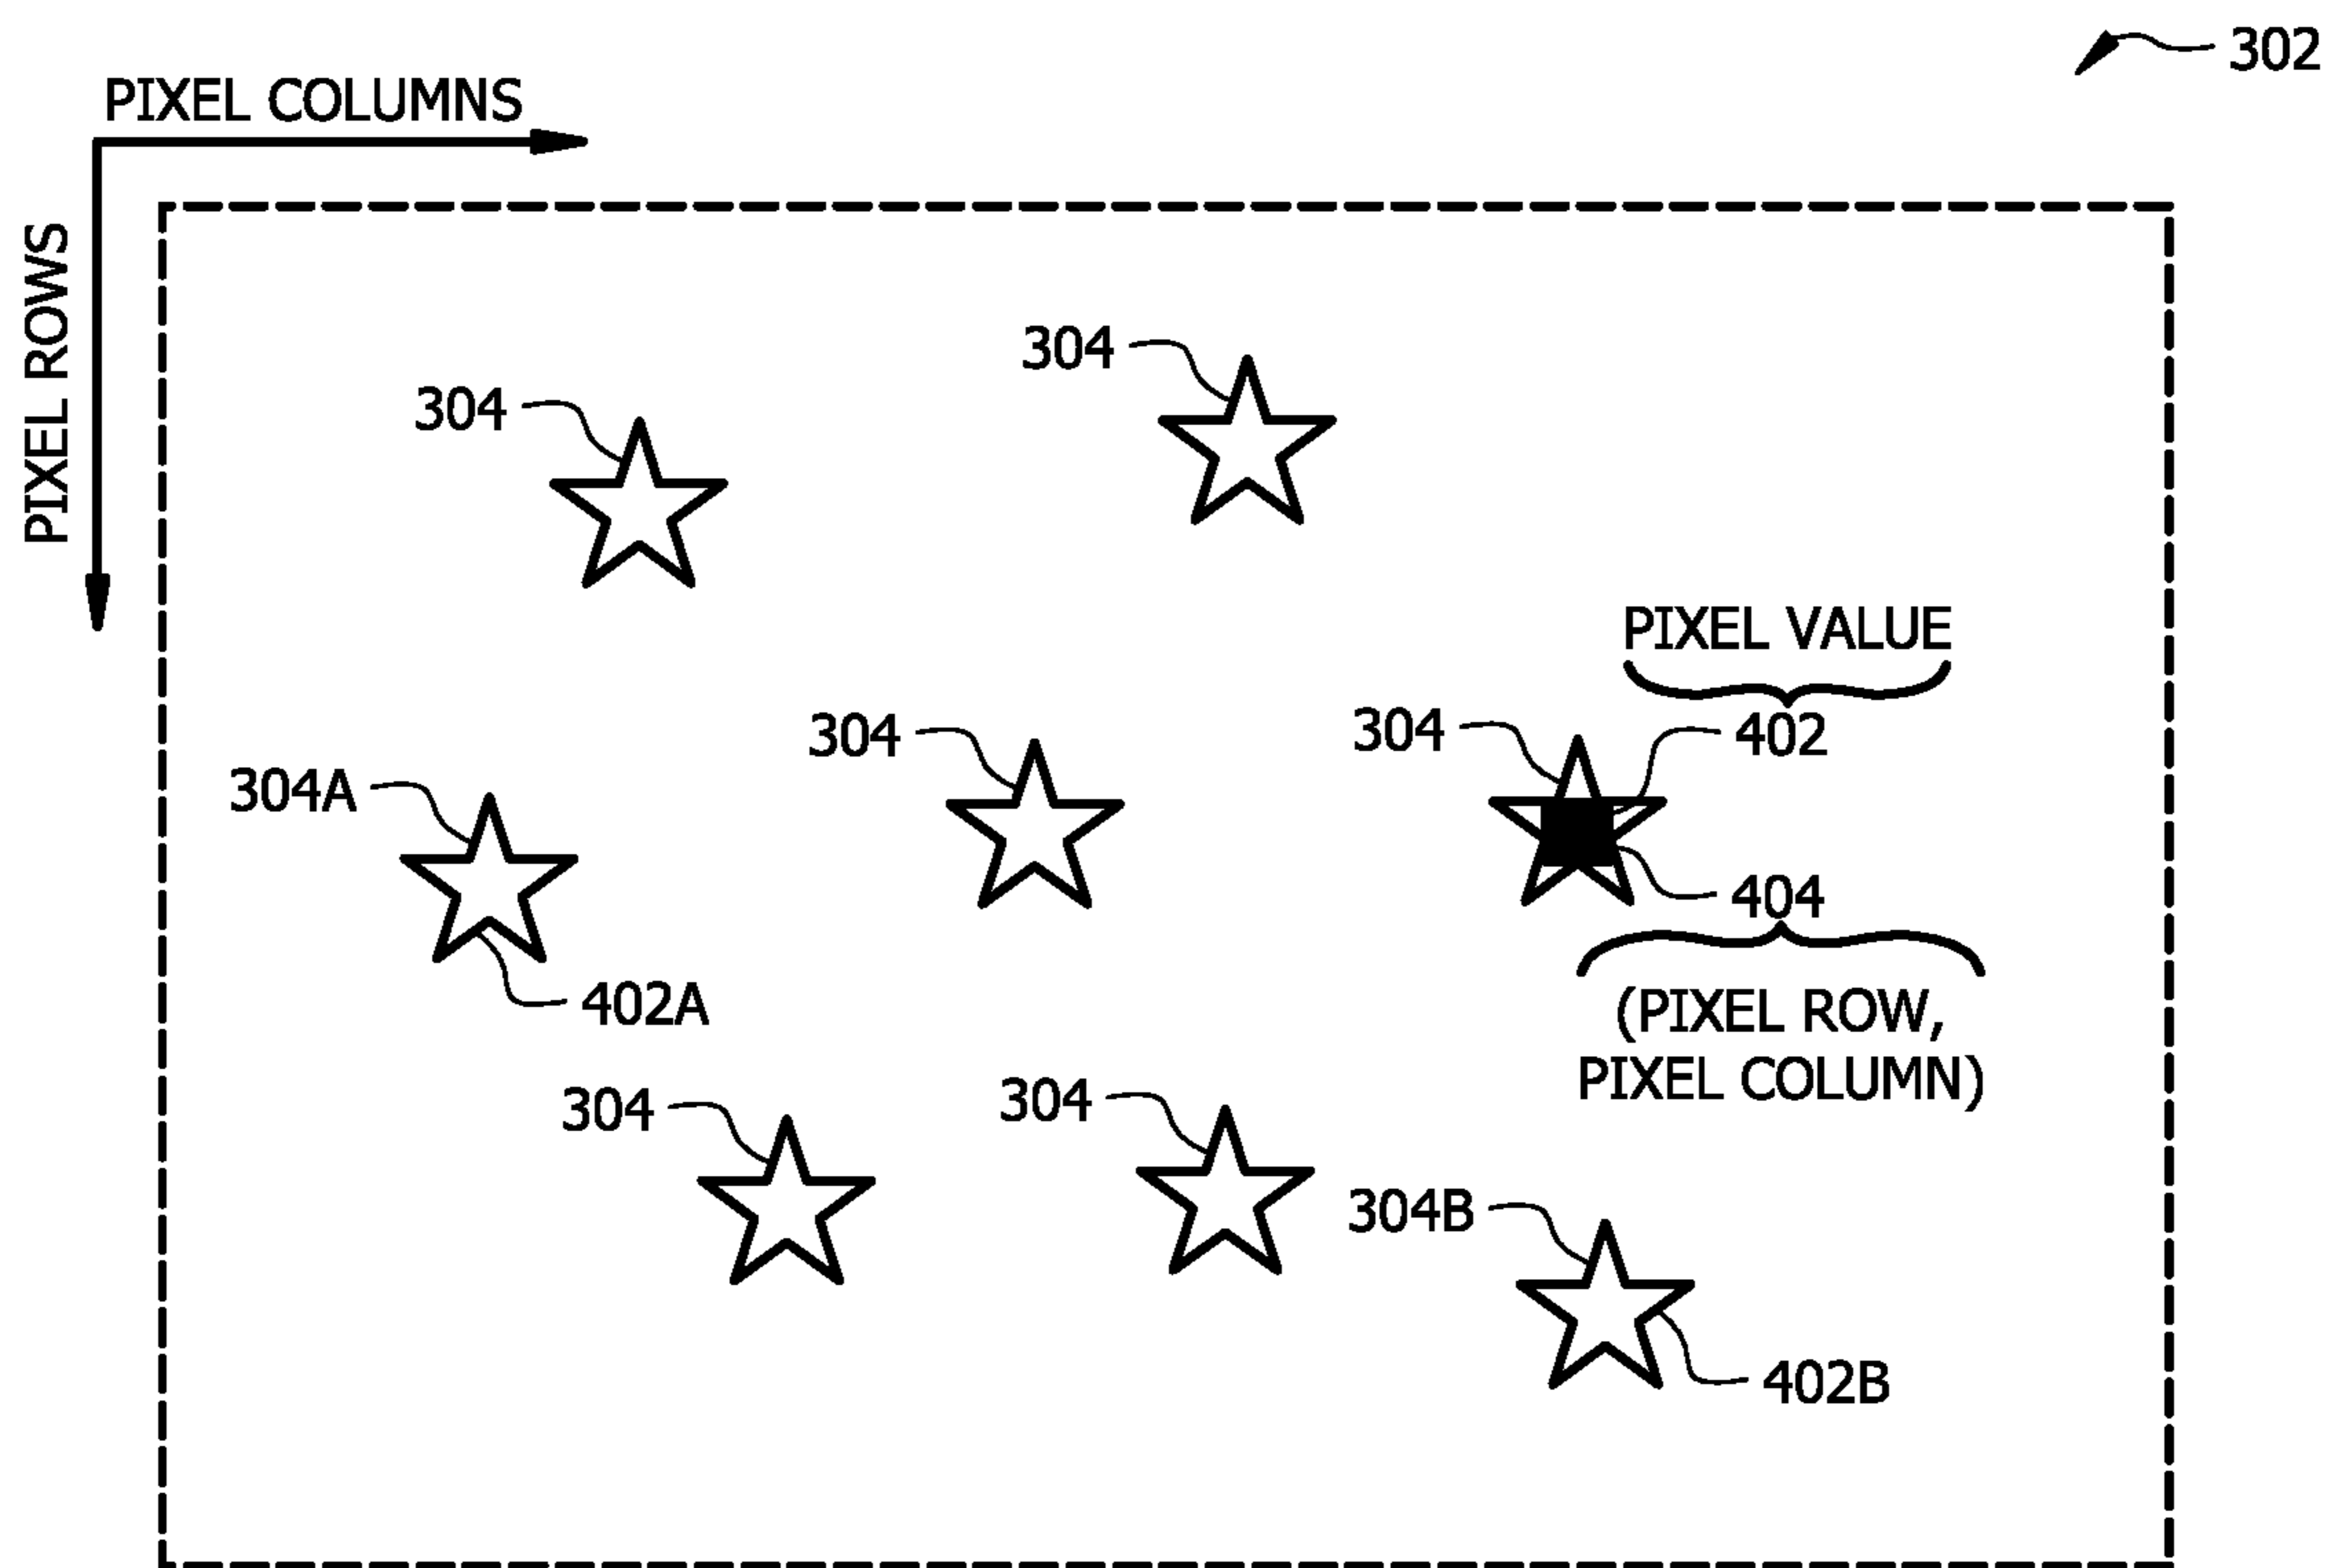 302
PIXEL COLUMNS
PIXEL ROWS
304
304
PIXEL VALUE
304
304
402
304A
404
402A
(PIXEL ROW,
PIXEL COLUMN)
304
304
304B
402B